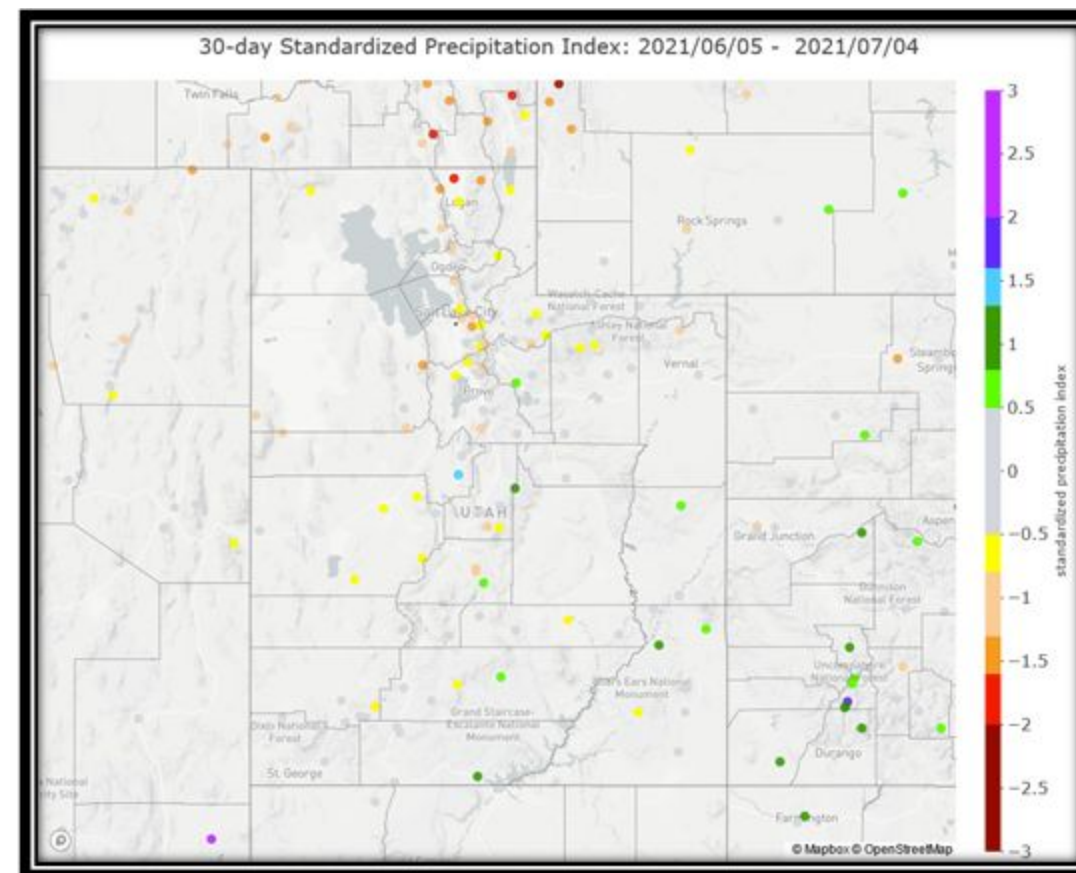 30-day Standardized Precipitation Index: 2021/06/05 - 2021/07/04
Twin Falls
3
2.5
Logan
2
Rock Springs
Ogden
1.5
Wasatch-Cache
National Forest
Salt Lake City
1
Ashley National
Forest
Steamboat
Springs
Vernal
0.5
Provo
0
UTAH
Grand Junction
Aspen
−0.5
Gunnison
National Forest
−1
Uncompahgre
National Forest
Bears Ears National
Monument
−1.5
Grand Staircase-
Escalante National
Monument
Dixie National
Forest
−2
Durango
St. George
−2.5
National
ity Site
Farmington
−3
standardized precipitation index
© Mapbox © OpenStreetMap